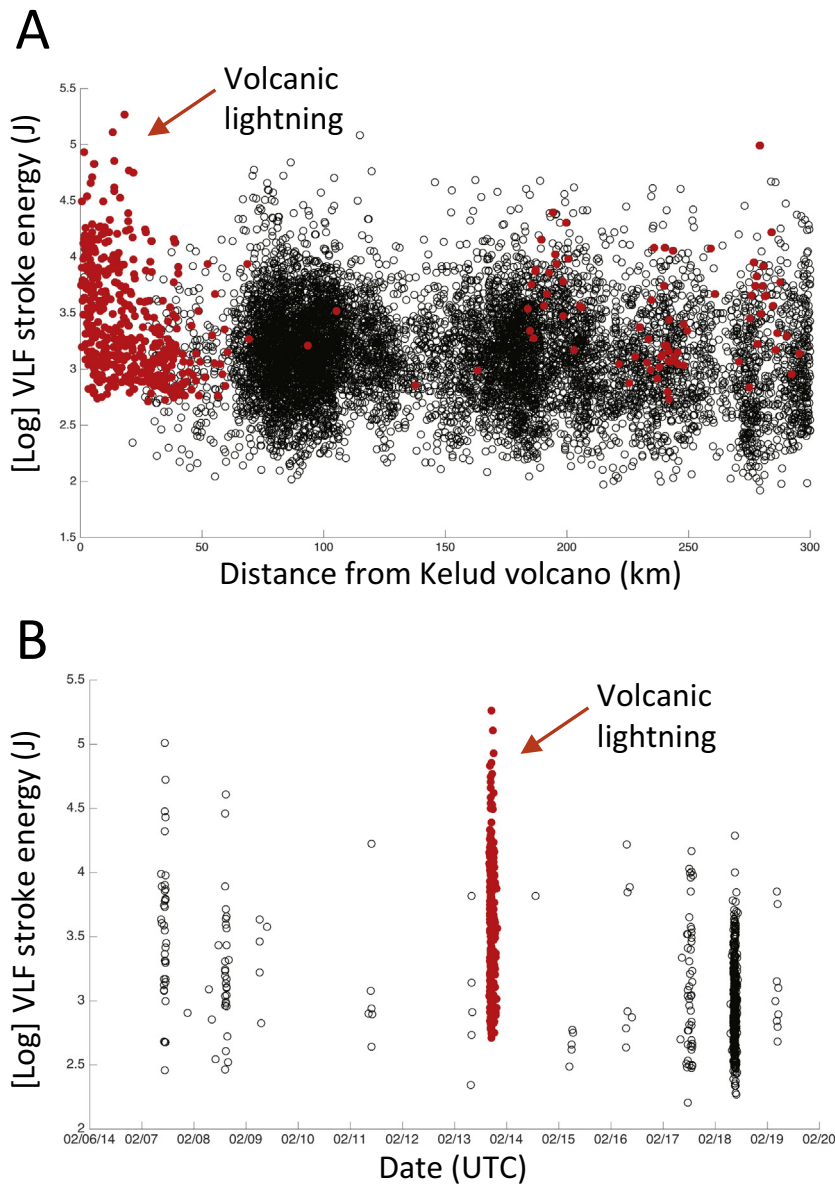 A
Volcanic
lightning
[Log] VLF stroke energy (J)
5.5
5
4.5
4
3.5
3
2.5
2
1.5
0 50 100 150 200 250 300
Distance from Kelud volcano (km)
B
Volcanic
lightning
[Log] VLF stroke energy (J)
5.5
5
4.5
4
3.5
3
2.5
2
02/06/14 02/07 02/08 02/09 02/10 02/11 02/12 02/13 02/14 02/15 02/16 02/17 02/18 02/19 02/20
Date (UTC)